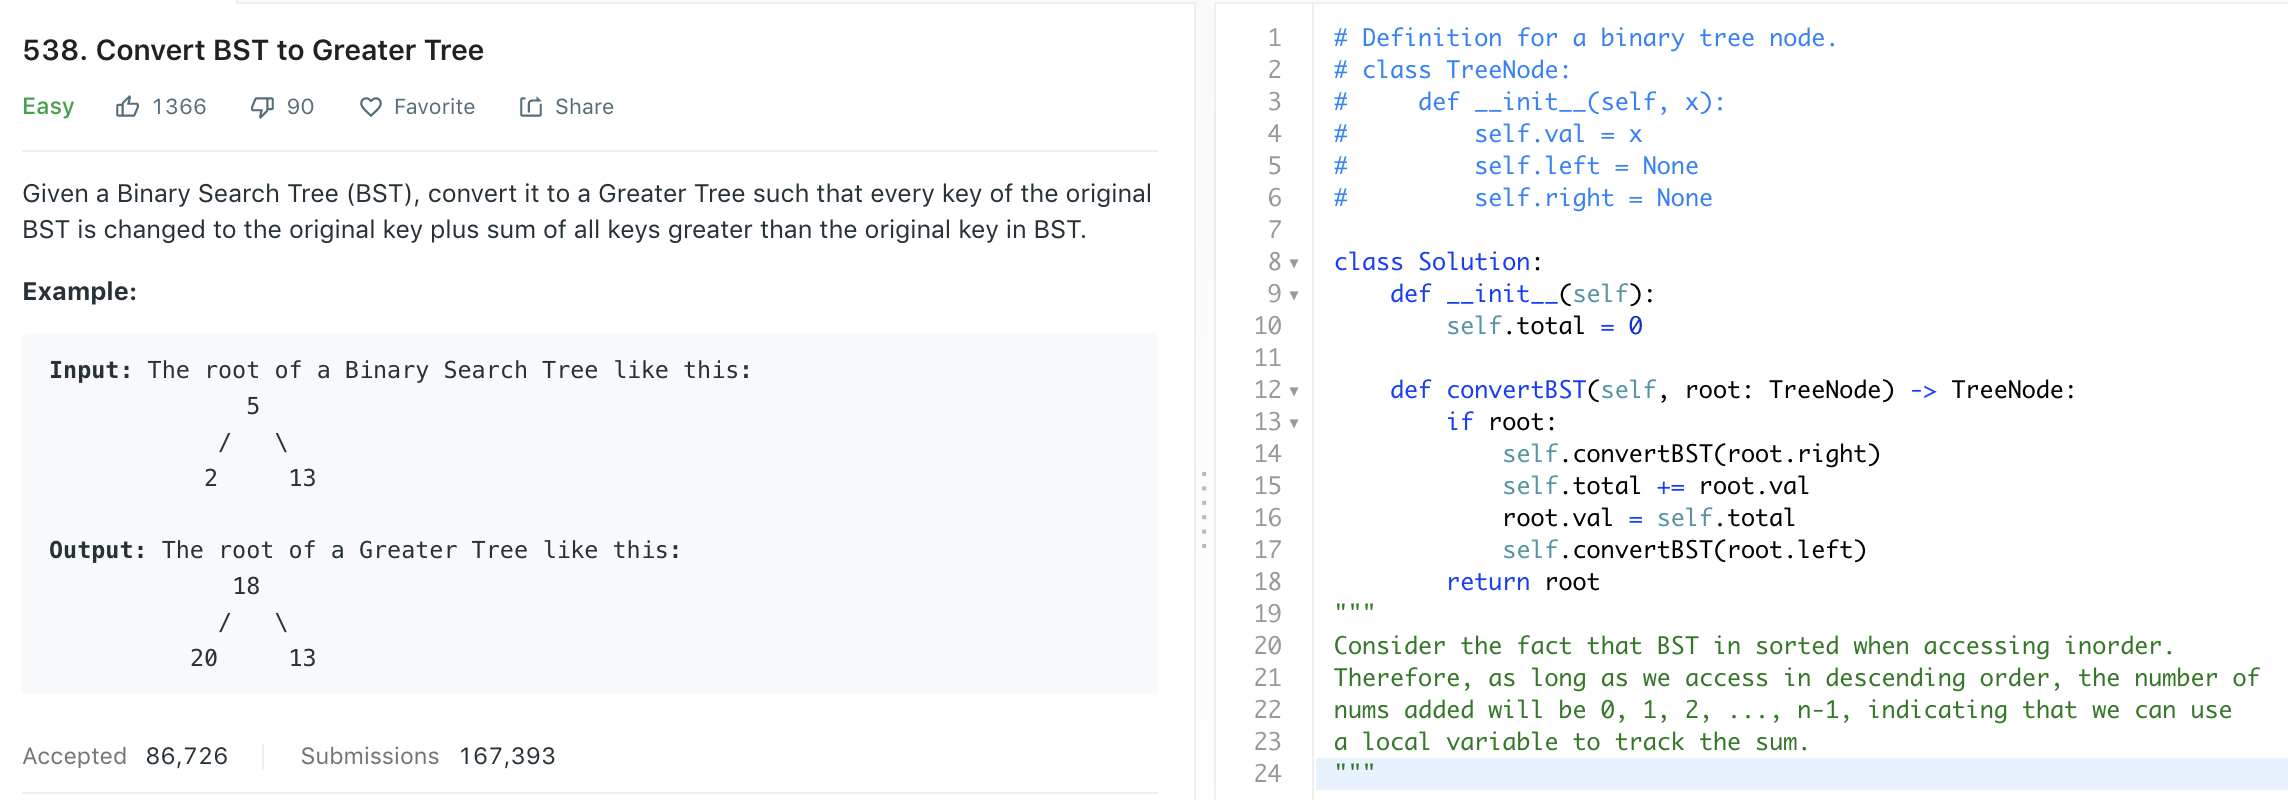 538. Convert BST to Greater Tree
Easy 1366 90 Favorite Share
Given a Binary Search Tree (BST), convert it to a Greater Tree such that every key of the original
BST is changed to the original key plus sum of all keys greater than the original key in BST.
Example:
Input: The root of a Binary Search Tree like this:
5
/ \
2 13
Output: The root of a Greater Tree like this:
18
/ \
20 13
Accepted 86,726 Submissions 167,393
1 # Definition for a binary tree node.
2 # class TreeNode:
3 #     def __init__(self, x):
4 #         self.val = x
5 #         self.left = None
6 #         self.right = None
7
8 class Solution:
9     def __init__(self):
10         self.total = 0
11
12     def convertBST(self, root: TreeNode) -> TreeNode:
13         if root:
14             self.convertBST(root.right)
15             self.total += root.val
16             root.val = self.total
17             self.convertBST(root.left)
18         return root
19 """
20 Consider the fact that BST in sorted when accessing inorder.
21 Therefore, as long as we access in descending order, the number of
22 nums added will be 0, 1, 2, ..., n-1, indicating that we can use
23 a local variable to track the sum.
24 """